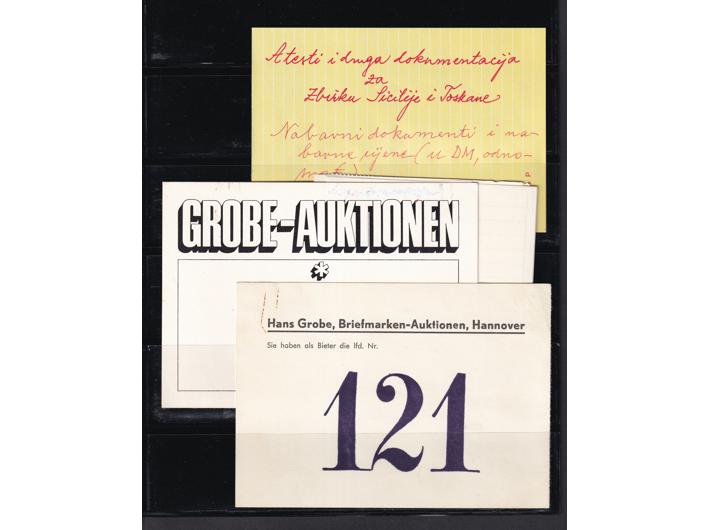 Atesti i druga dokumentacija
za
Zbirku Sicilije i Toskane
Nabavni dokumenti i na-
bavne cijene (u DM, odno-
GROBE-AUKTIONEN
Hans Grobe, Briefmarken-Auktionen, Hannover
Sie haben als Bieter die lfd. Nr.
121